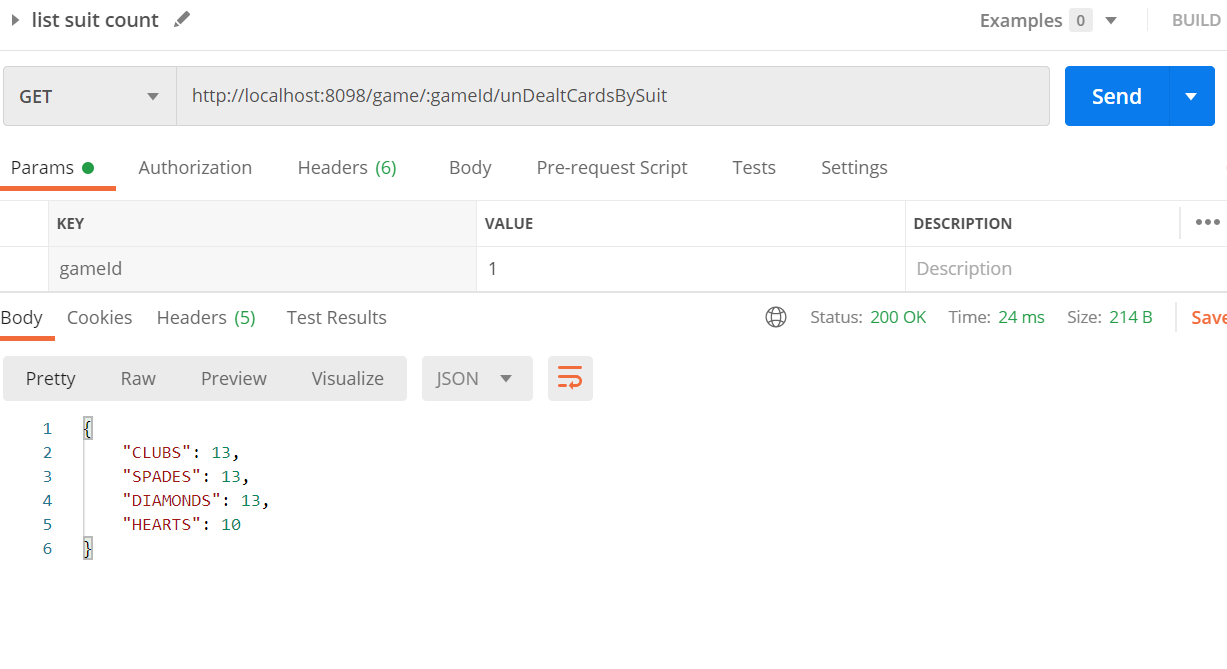 list suit count
Examples 0
BUILD
GET
http://localhost:8098/game/:gameId/unDealtCardsBySuit
Send
Params Authorization Headers (6) Body Pre-request Script Tests Settings
KEY VALUE DESCRIPTION
gameId 1 Description
Body Cookies Headers (5) Test Results Status: 200 OK Time: 24 ms Size: 214 B Save
Pretty Raw Preview Visualize JSON
1 {
2 "CLUBS": 13,
3 "SPADES": 13,
4 "DIAMONDS": 13,
5 "HEARTS": 10
6 }